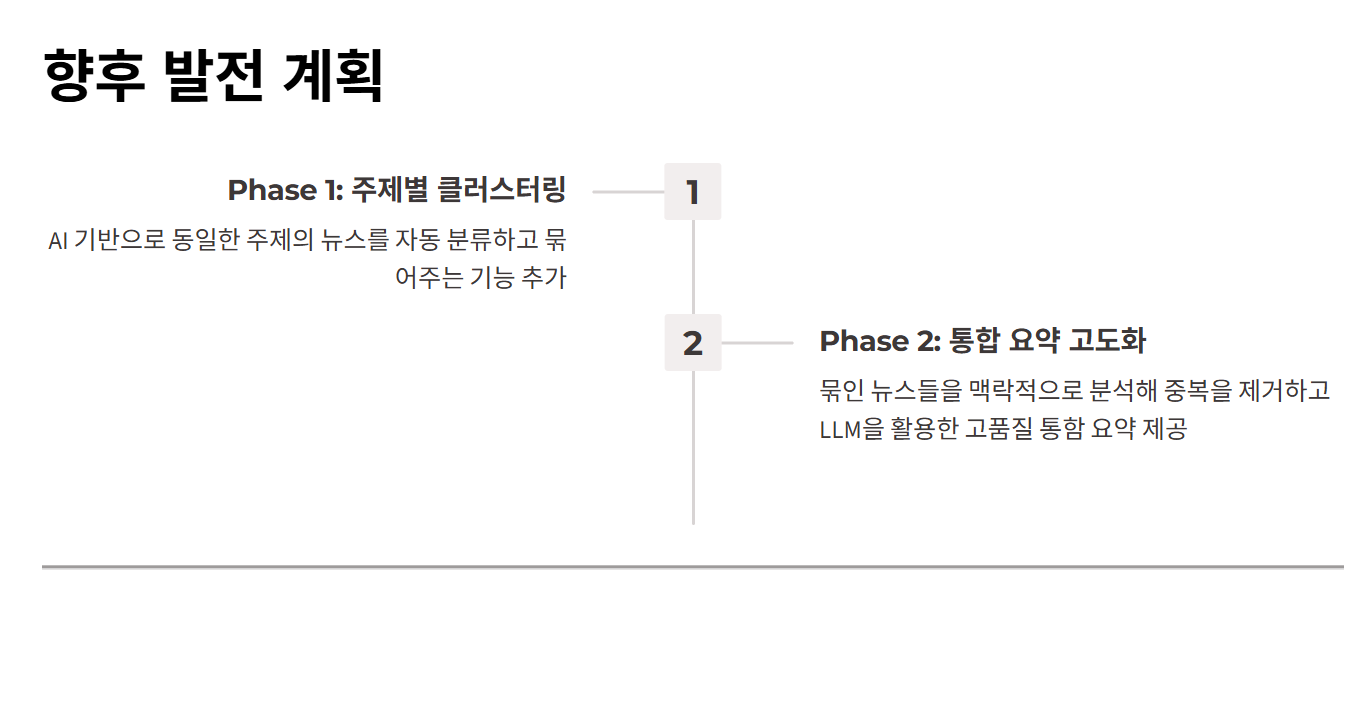 향후 발전 계획
Phase 1: 주제별 클러스터링
1
AI 기반으로 동일한 주제의 뉴스를 자동 분류하고 묶
어주는 기능 추가
2
Phase 2: 통합 요약 고도화
묶인 뉴스들을 맥락적으로 분석해 중복을 제거하고
LLM을 활용한 고품질 통합 요약 제공